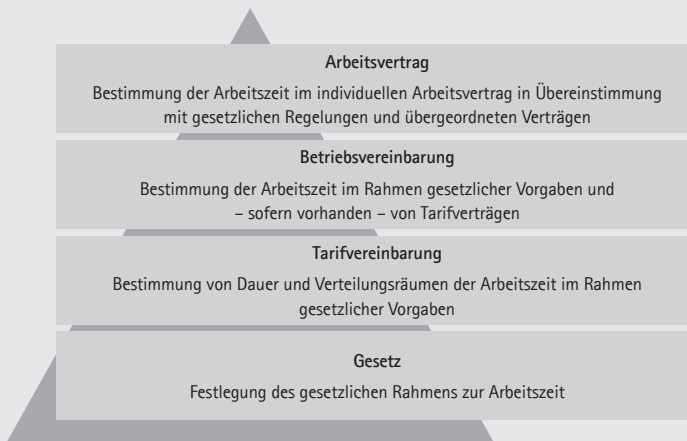 Arbeitsvertrag
Bestimmung der Arbeitszeit im individuellen Arbeitsvertrag in Übereinstimmung
mit gesetzlichen Regelungen und übergeordneten Verträgen
Betriebsvereinbarung
Bestimmung der Arbeitszeit im Rahmen gesetzlicher Vorgaben und
– sofern vorhanden – von Tarifverträgen
Tarifvereinbarung
Bestimmung von Dauer und Verteilungsräumen der Arbeitszeit im Rahmen
gesetzlicher Vorgaben
Gesetz
Festlegung des gesetzlichen Rahmens zur Arbeitszeit